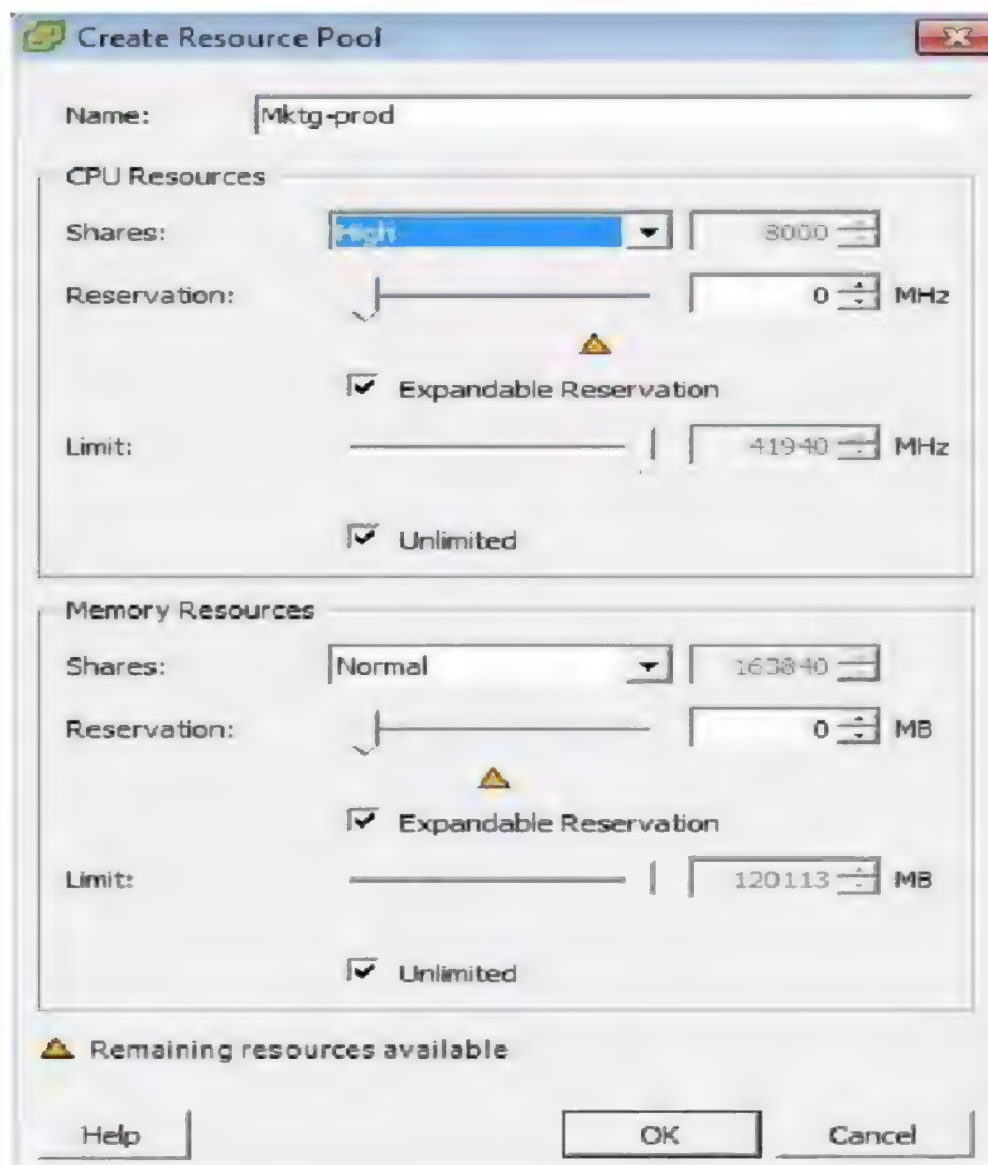 Create Resource Pool
Name: Mktg-prod
CPU Resources
Shares: High 8000
Reservation: 0 MHz
Expandable Reservation
Limit: 41940 MHz
Unlimited
Memory Resources
Shares: Normal 163840
Reservation: 0 MB
Expandable Reservation
Limit: 120113 MB
Unlimited
Remaining resources available
Help OK Cancel